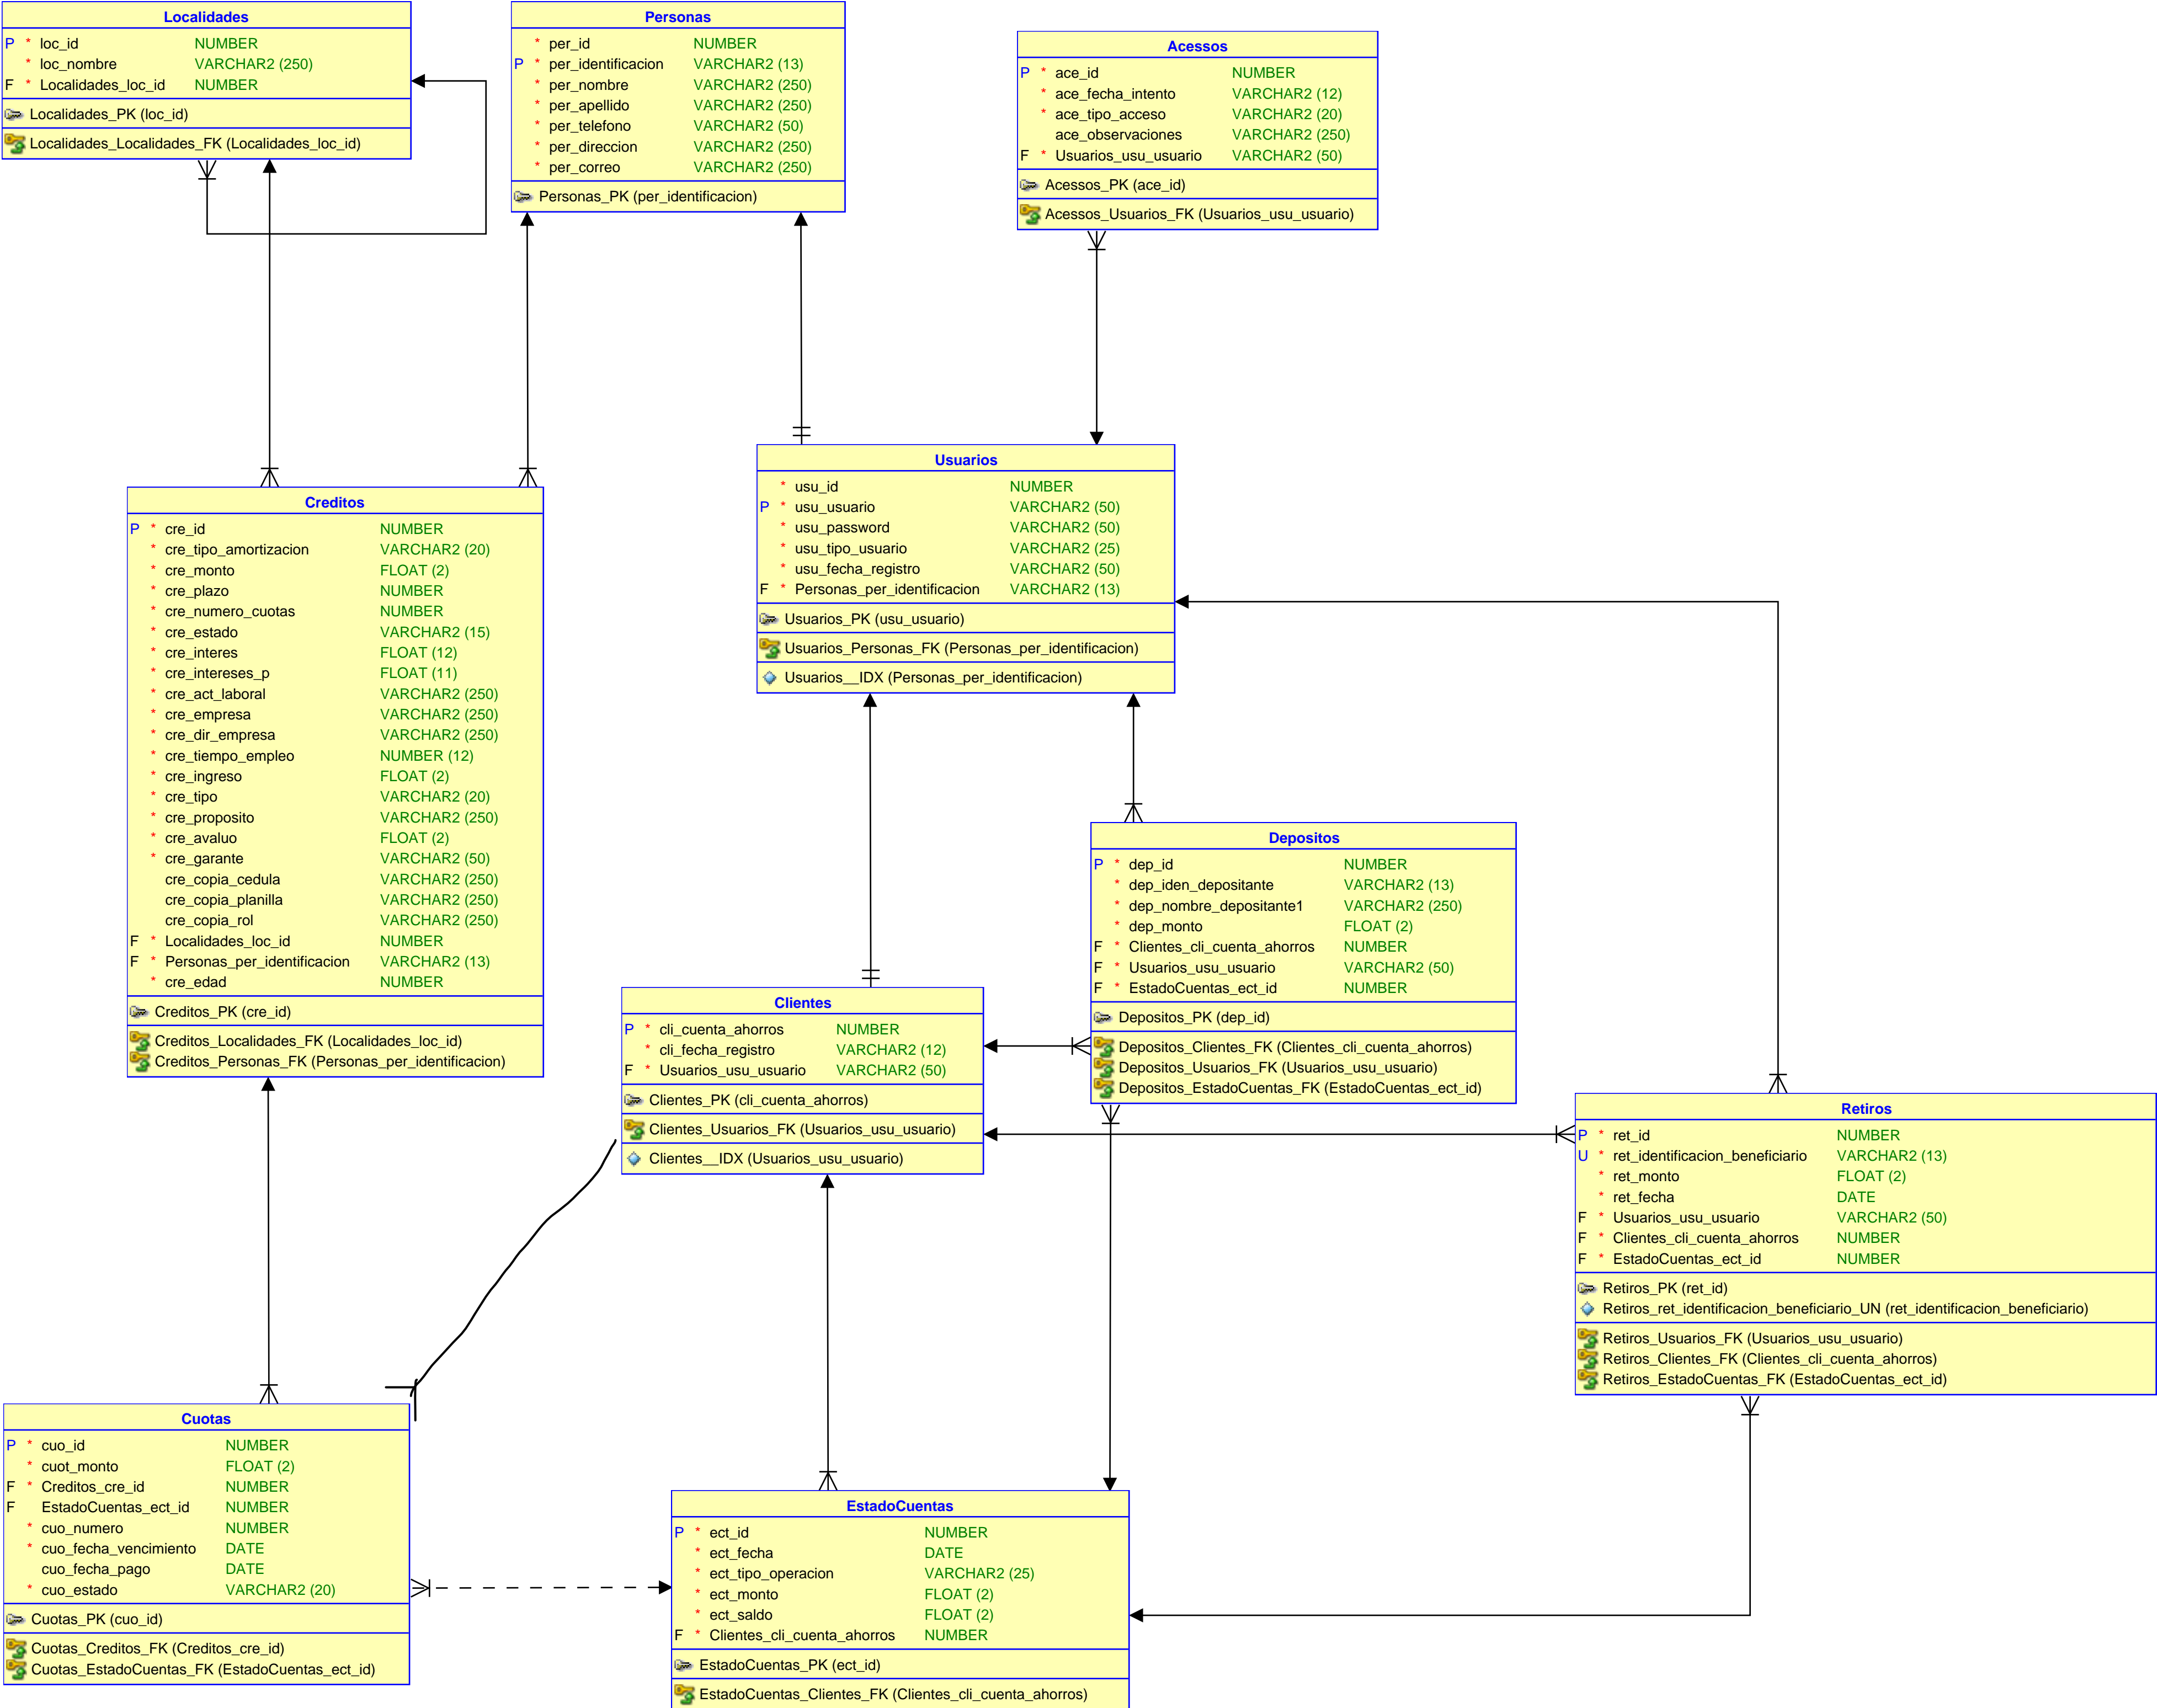 Localidades
P * loc_id NUMBER
* loc_nombre VARCHAR2 (250)
F * Localidades_loc_id NUMBER
Localidades_PK (loc_id)
Localidades_Localidades_FK (Localidades_loc_id)
Personas
* per_id NUMBER
P * per_identificacion VARCHAR2 (13)
* per_nombre VARCHAR2 (250)
* per_apellido VARCHAR2 (250)
* per_telefono VARCHAR2 (50)
* per_direccion VARCHAR2 (250)
* per_correo VARCHAR2 (250)
Personas_PK (per_identificacion)
Acessos
P * ace_id NUMBER
* ace_fecha_intento VARCHAR2 (12)
* ace_tipo_acceso VARCHAR2 (20)
ace_observaciones VARCHAR2 (250)
F * Usuarios_usu_usuario VARCHAR2 (50)
Acessos_PK (ace_id)
Acessos_Usuarios_FK (Usuarios_usu_usuario)
Usuarios
* usu_id NUMBER
P * usu_usuario VARCHAR2 (50)
* usu_password VARCHAR2 (50)
* usu_tipo_usuario VARCHAR2 (25)
* usu_fecha_registro VARCHAR2 (50)
F * Personas_per_identificacion VARCHAR2 (13)
Usuarios_PK (usu_usuario)
Usuarios_Personas_FK (Personas_per_identificacion)
Usuarios__IDX (Personas_per_identificacion)
Creditos
P * cre_id NUMBER
* cre_tipo_amortizacion VARCHAR2 (20)
* cre_monto FLOAT (2)
* cre_plazo NUMBER
* cre_numero_cuotas NUMBER
* cre_estado VARCHAR2 (15)
* cre_interes FLOAT (12)
* cre_intereses_p FLOAT (11)
* cre_act_laboral VARCHAR2 (250)
* cre_empresa VARCHAR2 (250)
* cre_dir_empresa VARCHAR2 (250)
* cre_tiempo_empleo NUMBER (12)
* cre_ingreso FLOAT (2)
* cre_tipo VARCHAR2 (20)
* cre_proposito VARCHAR2 (250)
* cre_avaluo FLOAT (2)
* cre_garante VARCHAR2 (50)
cre_copia_cedula VARCHAR2 (250)
cre_copia_planilla VARCHAR2 (250)
cre_copia_rol VARCHAR2 (250)
F * Localidades_loc_id NUMBER
F * Personas_per_identificacion VARCHAR2 (13)
* cre_edad NUMBER
Creditos_PK (cre_id)
Creditos_Localidades_FK (Localidades_loc_id)
Creditos_Personas_FK (Personas_per_identificacion)
Depositos
P * dep_id NUMBER
* dep_iden_depositante VARCHAR2 (13)
* dep_nombre_depositante1 VARCHAR2 (250)
* dep_monto FLOAT (2)
F * Clientes_cli_cuenta_ahorros NUMBER
F * Usuarios_usu_usuario VARCHAR2 (50)
F * EstadoCuentas_ect_id NUMBER
Depositos_PK (dep_id)
Depositos_Clientes_FK (Clientes_cli_cuenta_ahorros)
Depositos_Usuarios_FK (Usuarios_usu_usuario)
Depositos_EstadoCuentas_FK (EstadoCuentas_ect_id)
Clientes
P * cli_cuenta_ahorros NUMBER
* cli_fecha_registro VARCHAR2 (12)
F * Usuarios_usu_usuario VARCHAR2 (50)
Clientes_PK (cli_cuenta_ahorros)
Clientes_Usuarios_FK (Usuarios_usu_usuario)
Clientes__IDX (Usuarios_usu_usuario)
Retiros
P * ret_id NUMBER
U * ret_identificacion_beneficiario VARCHAR2 (13)
* ret_monto FLOAT (2)
* ret_fecha DATE
F * Usuarios_usu_usuario VARCHAR2 (50)
F * Clientes_cli_cuenta_ahorros NUMBER
F * EstadoCuentas_ect_id NUMBER
Retiros_PK (ret_id)
Retiros_ret_identificacion_beneficiario_UN (ret_identificacion_beneficiario)
Retiros_Usuarios_FK (Usuarios_usu_usuario)
Retiros_Clientes_FK (Clientes_cli_cuenta_ahorros)
Retiros_EstadoCuentas_FK (EstadoCuentas_ect_id)
Cuotas
P * cuo_id NUMBER
* cuot_monto FLOAT (2)
F * Creditos_cre_id NUMBER
F EstadoCuentas_ect_id NUMBER
* cuo_numero NUMBER
* cuo_fecha_vencimiento DATE
cuo_fecha_pago DATE
* cuo_estado VARCHAR2 (20)
Cuotas_PK (cuo_id)
Cuotas_Creditos_FK (Creditos_cre_id)
Cuotas_EstadoCuentas_FK (EstadoCuentas_ect_id)
EstadoCuentas
P * ect_id NUMBER
* ect_fecha DATE
* ect_tipo_operacion VARCHAR2 (25)
* ect_monto FLOAT (2)
* ect_saldo FLOAT (2)
F * Clientes_cli_cuenta_ahorros NUMBER
EstadoCuentas_PK (ect_id)
EstadoCuentas_Clientes_FK (Clientes_cli_cuenta_ahorros)